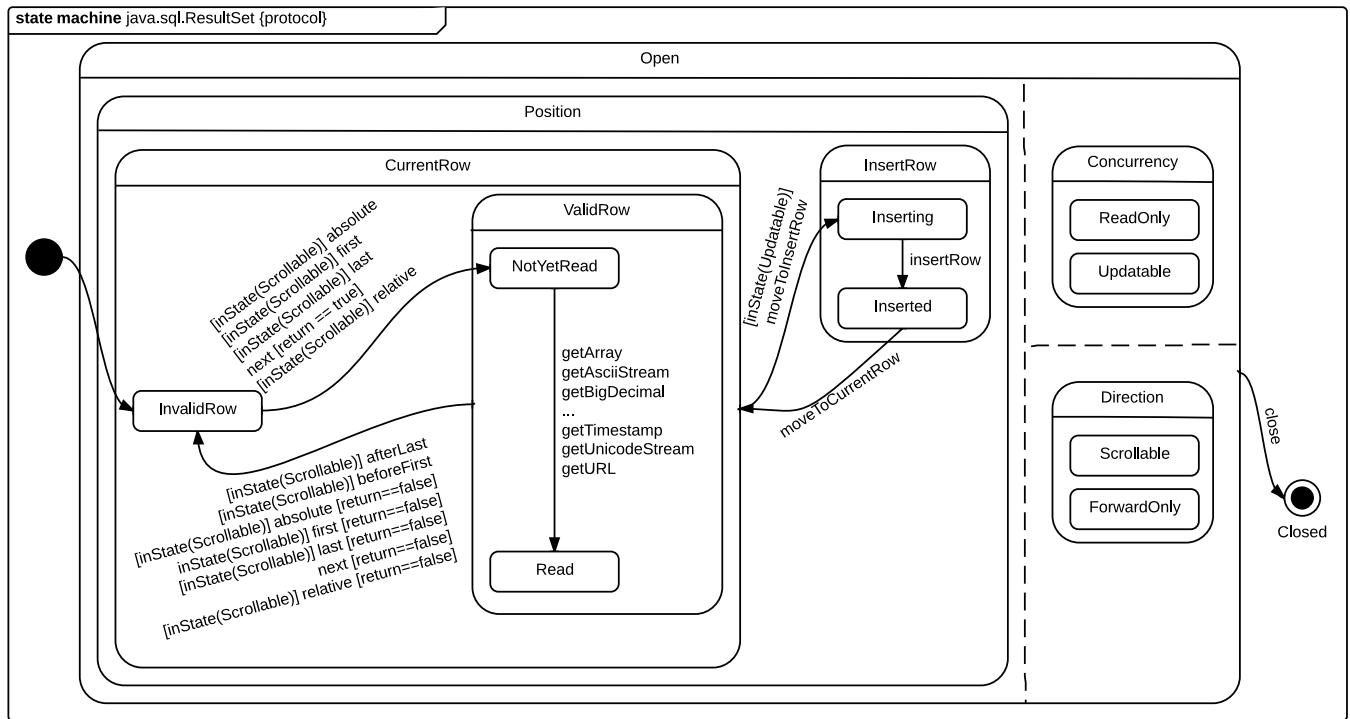 state machine java.sql.ResultSet {protocol}
Open
Position
CurrentRow
InsertRow
Concurrency
ValidRow
Inserting
ReadOnly
NotYetRead
insertRow
Updatable
Inserted
[inState(Scrollable)] absolute
[inState(Scrollable)] first
[inState(Scrollable)] last
next [return == true]
[inState(Scrollable)] relative
[inState(Updatable)]
moveToInsertRow
getArray
getAsciiStream
getBigDecimal
...
getTimestamp
getUnicodeStream
getURL
moveToCurrentRow
InvalidRow
Direction
close
Scrollable
ForwardOnly
Closed
[inState(Scrollable)] afterLast
[inState(Scrollable)] beforeFirst
[inState(Scrollable)] absolute [return==false]
inState(Scrollable)] first [return==false]
[inState(Scrollable)] last [return==false]
next [return==false]
[inState(Scrollable)] relative [return==false]
Read